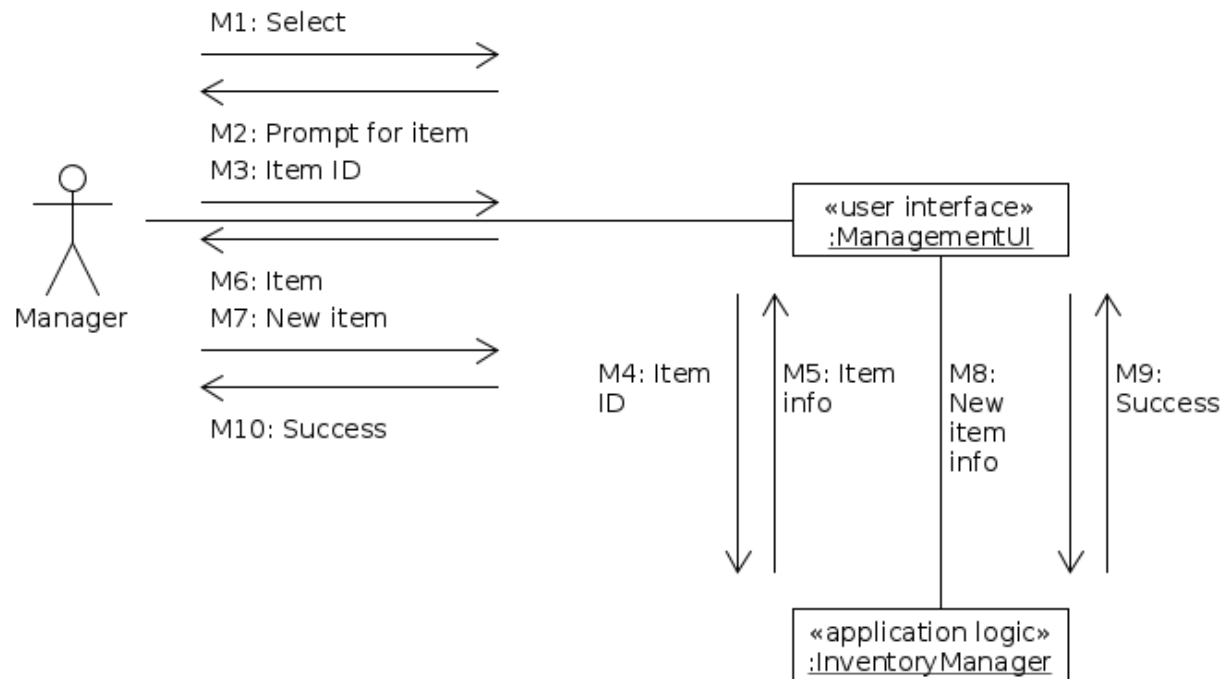 M1: Select
M2: Prompt for item
M3: Item ID
«user interface»
:ManagementUI
M6: Item
M7: New item
Manager
M4: Item
ID
M5: Item
info
M8:
New
item
info
M9:
Success
M10: Success
«application logic»
:InventoryManager